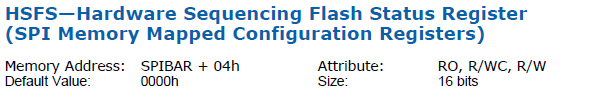 HSFS—Hardware Sequencing Flash Status Register
(SPI Memory Mapped Configuration Registers)
Memory Address: SPIBAR + 04h Attribute: RO, R/WC, R/W
Default Value: 0000h Size: 16 bits